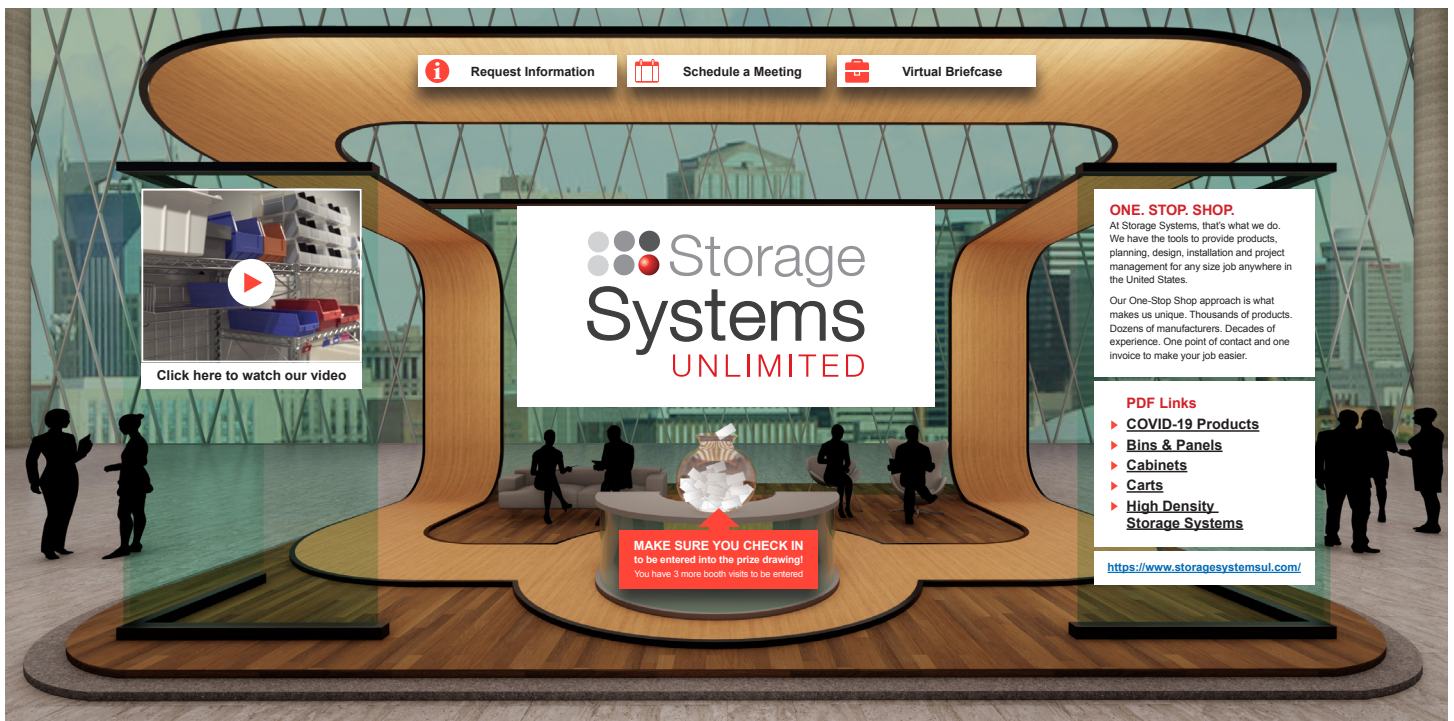 Request Information
Schedule a Meeting
Virtual Briefcase
Click here to watch our video
Storage
Systems
UNLIMITED
MAKE SURE YOU CHECK IN
to be entered into the prize drawing!
You have 3 more booth visits to be entered
ONE. STOP. SHOP.
At Storage Systems, that's what we do.
We have the tools to provide products,
planning, design, installation and project
management for any size job anywhere in
the United States.
Our One-Stop Shop approach is what
makes us unique. Thousands of products.
Dozens of manufacturers. Decades of
experience. One point of contact and one
invoice to make your job easier.
PDF Links
COVID-19 Products
Bins & Panels
Cabinets
Carts
High Density
Storage Systems
https://www.storagesystemsul.com/